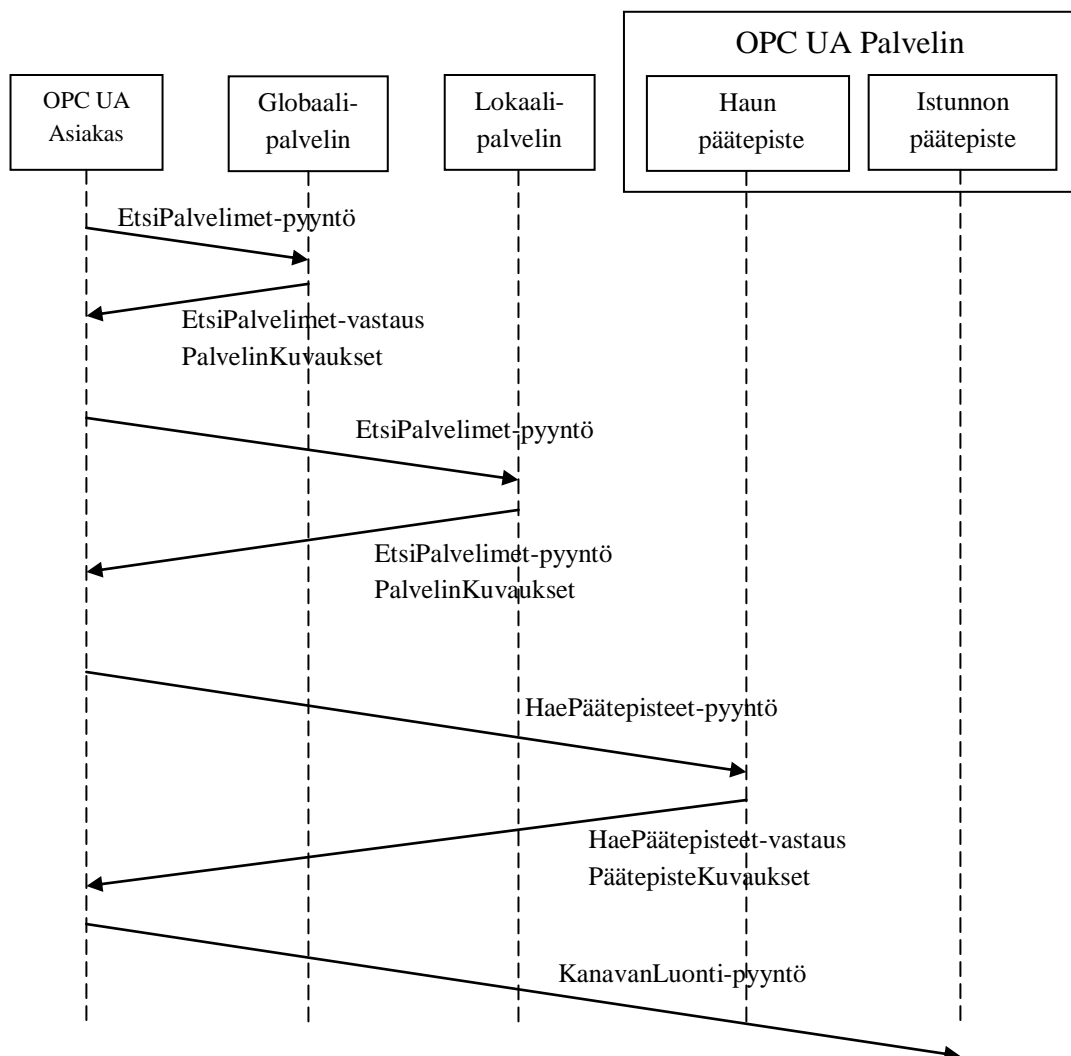 OPC UA Palvelin
OPC UA
Asiakas
Globaali-
palvelin
Lokaali-
palvelin
Haun
päätepiste
Istunnon
päätepiste
EtsiPalvelimet-pyyntö
EtsiPalvelimet-vastaus
PalvelinKuvaukset
EtsiPalvelimet-pyyntö
EtsiPalvelimet-pyyntö
PalvelinKuvaukset
HaePäätepisteet-pyyntö
HaePäätepisteet-vastaus
PäätepisteKuvaukset
KanavanLuonti-pyyntö